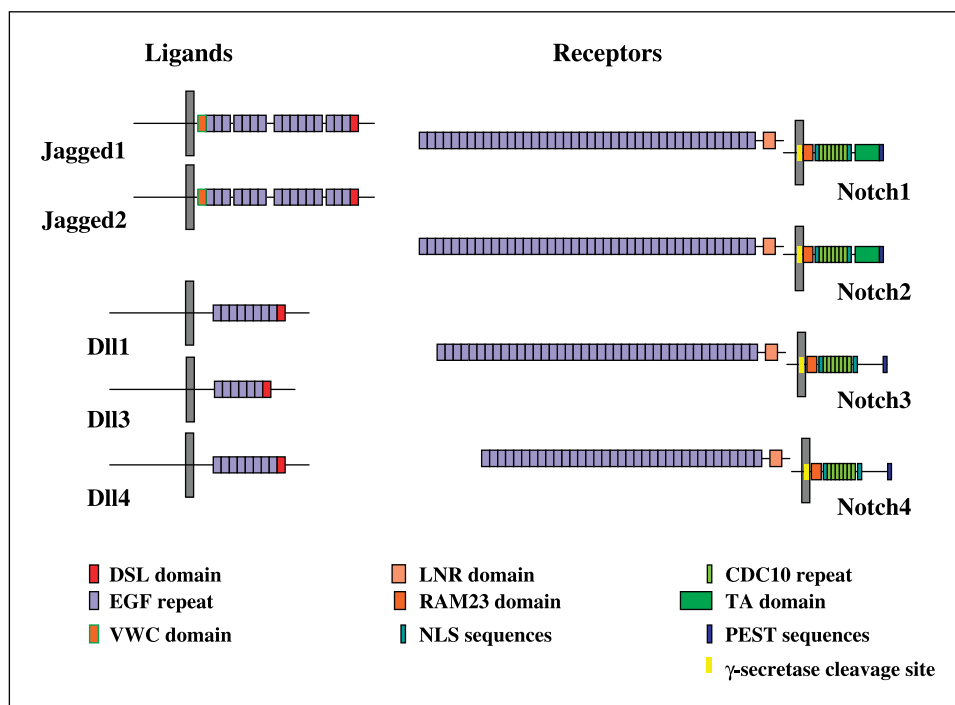 Ligands
Receptors
Jagged1
Jagged2
Dll1
Dll3
Dll4
Notch1
Notch2
Notch3
Notch4
DSL domain
EGF repeat
VWC domain
LNR domain
RAM23 domain
NLS sequences
CDC10 repeat
TA domain
PEST sequences
γ-secretase cleavage site